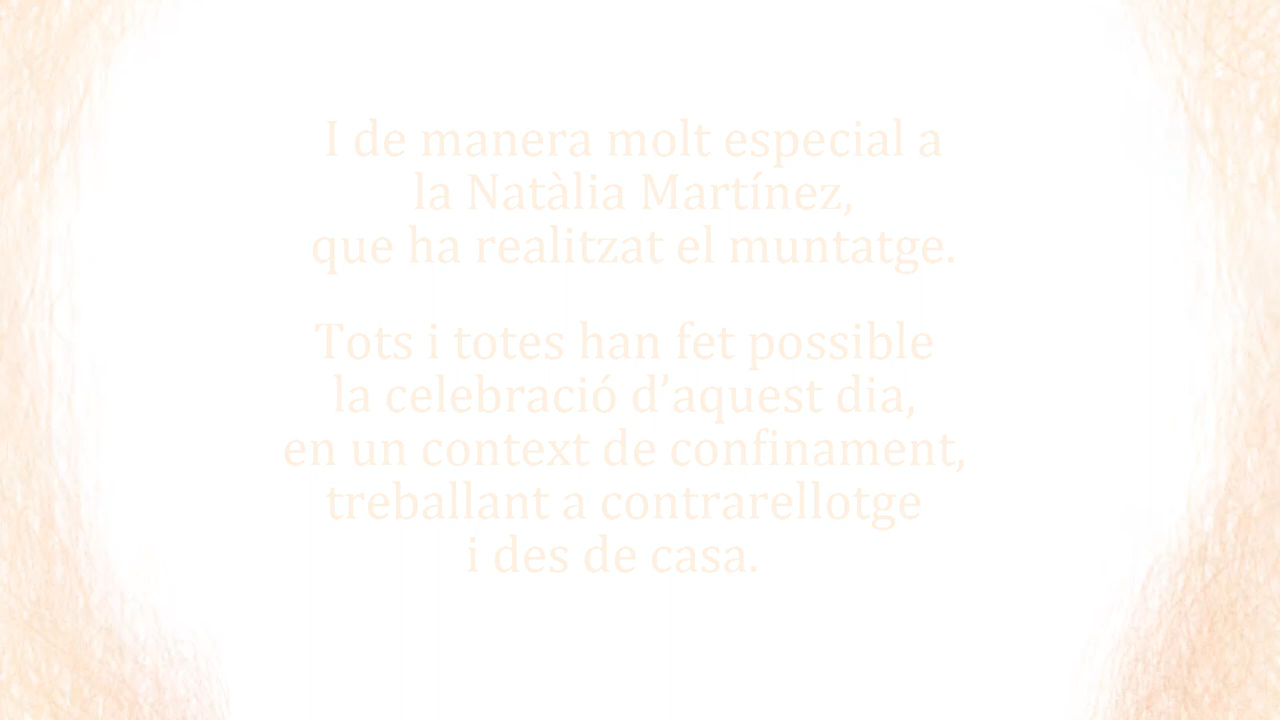 I de manera molt especial a
la Natàlia Martínez,
que ha realitzat el muntatge.
Tots i totes han fet possible
la celebració d’aquest dia,
en un context de confinament,
treballant a contrarellotge
i des de casa.